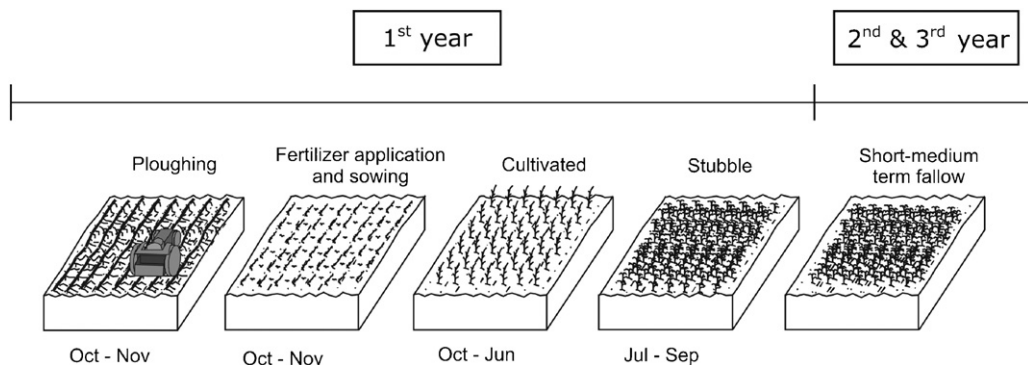 1st year
2nd & 3rd year
Ploughing
Fertilizer application
and sowing
Cultivated
Stubble
Short-medium
term fallow
Oct - Nov
Oct - Nov
Oct - Jun
Jul - Sep